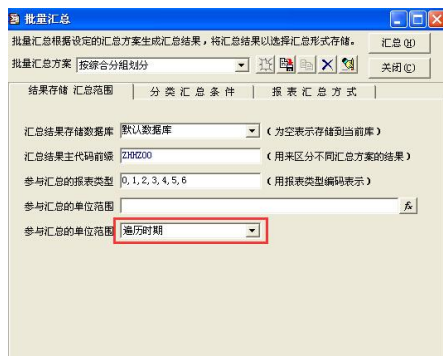 批量汇总
批量汇总根据设定的汇总方案生成汇总结果，将汇总结果以选择汇总形式存储。
汇总(H)
批量汇总方案 按综合分组划分
关闭(C)
结果存储 汇总范围 分类汇总条件 报表汇总方式
汇总结果存储数据库 默认数据库 （为空表示存储到当前库）
汇总结果主代码前缀 ZHHZ00 （用来区分不同汇总方案的结果）
参与汇总的报表类型 0,1,2,3,4,5,6 （用报表类型编码表示）
参与汇总的单位范围
参与汇总的单位范围 遍历时期